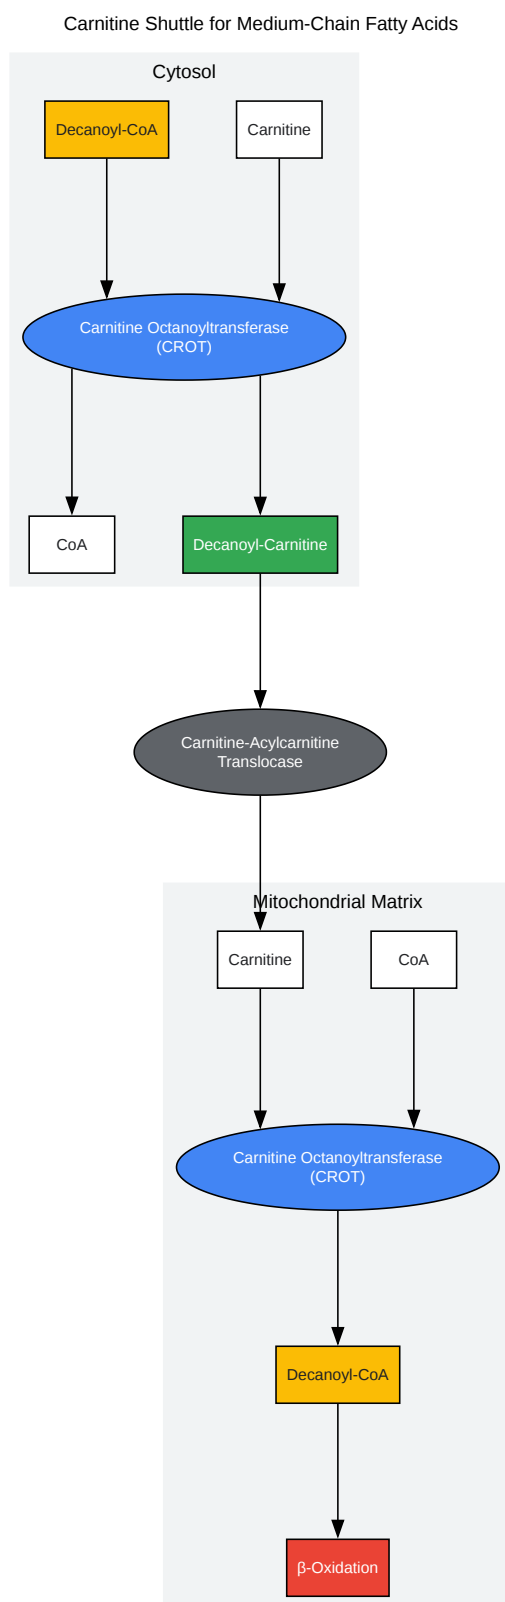 Carnitine Shuttle for Medium-Chain Fatty Acids
Cytosol
Decanoyl-CoA
Carnitine
Carnitine Octanoyltransferase
(CROT)
CoA
Decanoyl-Carnitine
Carnitine-Acylcarnitine
Translocase
Mitochondrial Matrix
Carnitine
CoA
Carnitine Octanoyltransferase
(CROT)
Decanoyl-CoA
β-Oxidation